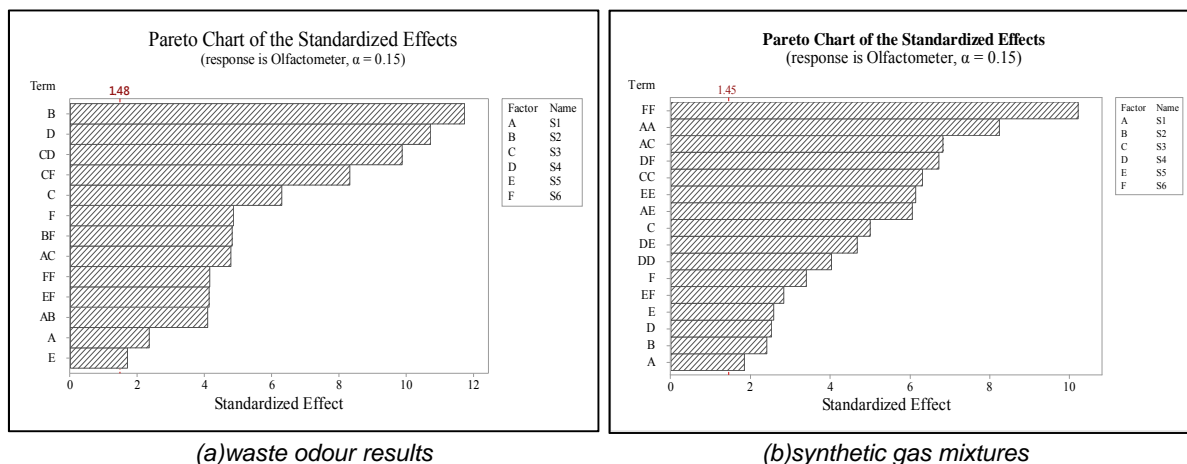 Pareto Chart of the Standardized Effects
(response is Olfactometer, α = 0.15)
Term
1.48
B
D
CD
CF
C
F
BF
AC
FF
EF
AB
A
E
0 2 4 6 8 10 12
Standardized Effect
Factor Name
A S1
B S2
C S3
D S4
E S5
F S6
(a)waste odour results
Pareto Chart of the Standardized Effects
(response is Olfactometer, α = 0.15)
Term
1.45
FF
AA
AC
DF
CC
EE
AE
C
DE
DD
F
EF
E
D
B
A
0 2 4 6 8 10
Standardized Effect
Factor Name
A S1
B S2
C S3
D S4
E S5
F S6
(b)synthetic gas mixtures